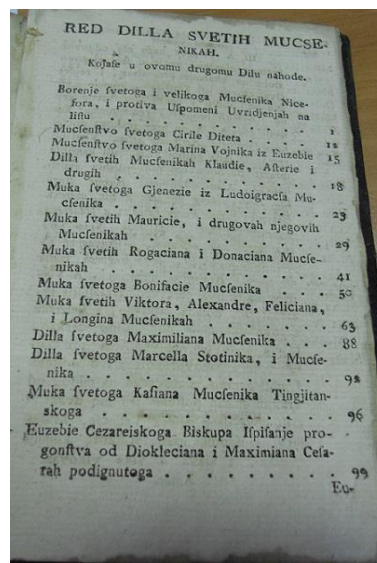 RED DILLA SVETIH MUCSE-
NIKAH.
Kojaſe u ovomu drugomu Dilu nahode.
Borenje ſvetoga i velikoga Mucſenika Nice-
fora, i protiva Uſpomeni Uvridjenjah na
liſtu . . . . . . . . . 1
Mucſenſtvo ſvetoga Cirile Diteta . . . 12
Mucſenſtvo ſvetoga Marina Vojnika iz Euzebie 15
Dilla ſvetih Mucſenikah Klaudie, Aſterie i
drugih . . . . . . . . . 18
Muka ſvetoga Gjenezie iz Ludoigracſa Mu-
cſenika . . . . . . . . . 23
Muka ſvetih Mauricie, i drugovah njegovih
Mucſenikah . . . . . . . . 29
Muka ſvetih Rogaciana i Donaciana Mucſe-
nikah . . . . . . . . . 41
Muka ſvetoga Bonifacie Mucſenika . . . 50
Muka ſvetih Viktora, Alexandre, Feliciana,
i Longina Mucſenikah . . . . . . 63
Dilla ſvetoga Maximiliana Mucſenika . . . 88
Dilla ſvetoga Marcella Stotinika, i Mucſe-
nika . . . . . . . . . 92
Muka ſvetoga Kaſiana Mucſenika Tingjitan-
skoga . . . . . . . . . 96
Euzebie Cezareiskoga Biskupa Iſpiſanje pro-
gonſtva od Diokleciana i Maximiana Ceſa-
rah podignutoga . . . . . . . 99
Eu-